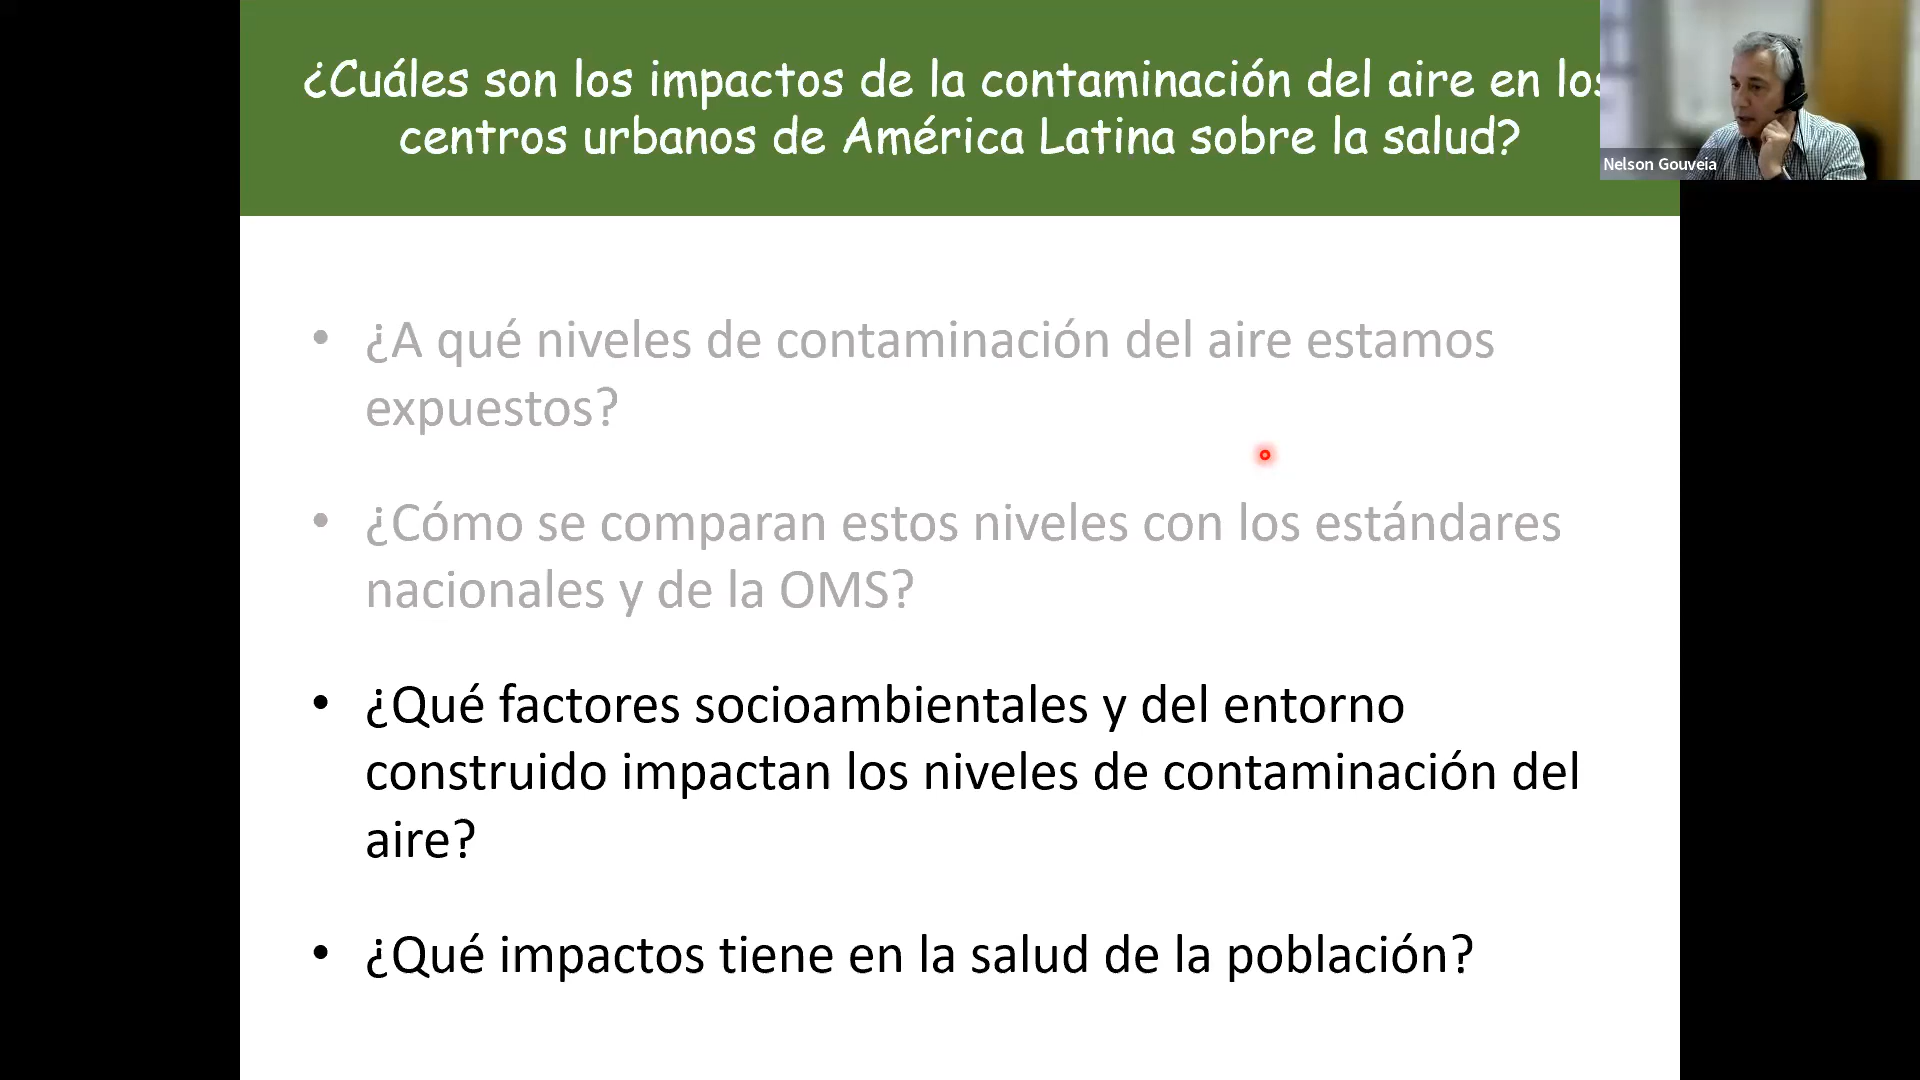 ¿Cuáles son los impactos de la contaminación del aire en los
centros urbanos de América Latina sobre la salud?
Nelson Gouveia
• ¿A qué niveles de contaminación del aire estamos
expuestos?
• ¿Cómo se comparan estos niveles con los estándares
nacionales y de la OMS?
• ¿Qué factores socioambientales y del entorno
construido impactan los niveles de contaminación del
aire?
• ¿Qué impactos tiene en la salud de la población?